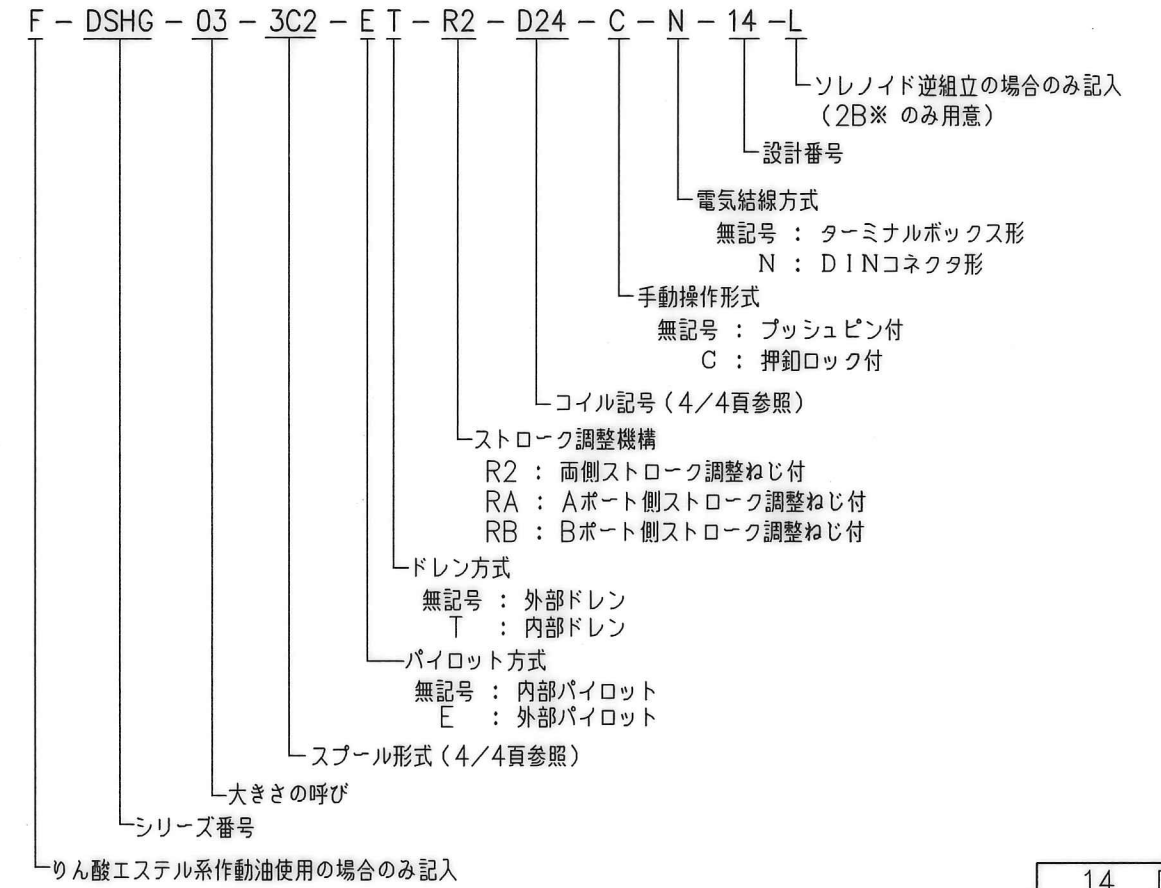 F - DSHG - 03 - 3C2 - E T - R2 - D24 - C - N - 14 - L
ソレノイド逆組立の場合のみ記入
(2B※ のみ用意)
設計番号
電気結線方式
無記号 : ターミナルボックス形
N : DINコネクタ形
手動操作形式
無記号 : プッシュピン付
C : 押釦ロック付
コイル記号(4/4頁参照)
ストローク調整機構
R2 : 両側ストローク調整ねじ付
RA : Aポート側ストローク調整ねじ付
RB : Bポート側ストローク調整ねじ付
ドレン方式
無記号 : 外部ドレン
T : 内部ドレン
パイロット方式
無記号 : 内部パイロット
E : 外部パイロット
スプール形式(4/4頁参照)
大きさの呼び
シリーズ番号
りん酸エステル系作動油使用の場合のみ記入
14